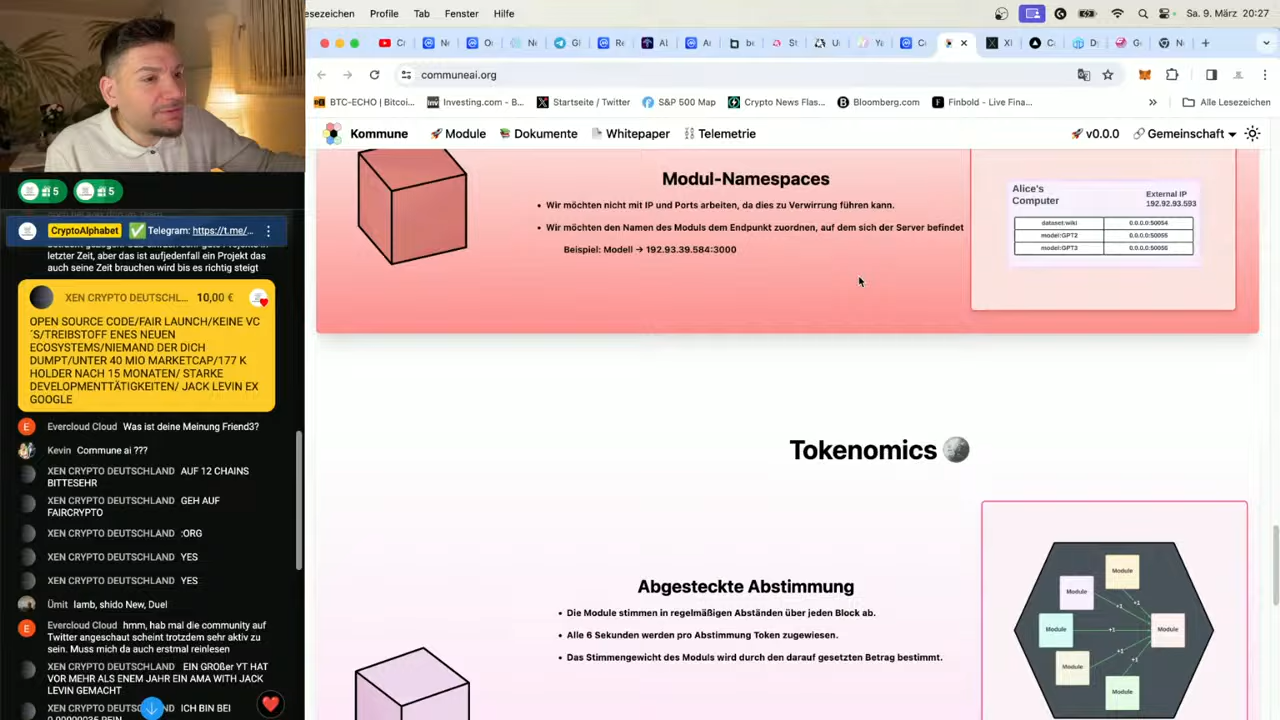 esezeichen Profile Tab Fenster Hilfe Sa. 9. März 20:27
communeai.org
BTC-ECHO | Bitcoi... Investing.com - B... Startseite / Twitter S&P 500 Map Crypto News Flas... Bloomberg.com Finbold - Live Fina... » Alle Lesezeichen
Kommune Module Dokumente Whitepaper Telemetrie v0.0.0 Gemeinschaft
5 5
CryptoAlphabet Telegram: https://t.me/...
letzter Zeit, aber das ist aufjedenfall ein Projekt das
auch seine Zeit brauchen wird bis es richtig steigt
XEN CRYPTO DEUTSCHL... 10,00 €
OPEN SOURCE CODE/FAIR LAUNCH/KEINE VC
´S/TREIBSTOFF ENES NEUEN
ECOSYSTEMS/NIEMAND DER DICH
DUMPT/UNTER 40 MIO MARKETCAP/177 K
HOLDER NACH 15 MONATEN/ STARKE
DEVELOPMENTTÄTIGKEITEN/ JACK LEVIN EX
GOOGLE
E Evercloud Cloud Was ist deine Meinung Friend3?
Kevin Commune ai ???
XEN CRYPTO DEUTSCHLAND AUF 12 CHAINS
BITTESEHR
XEN CRYPTO DEUTSCHLAND GEH AUF
FAIRCRYPTO
XEN CRYPTO DEUTSCHLAND :ORG
XEN CRYPTO DEUTSCHLAND YES
XEN CRYPTO DEUTSCHLAND YES
Ümit lamb, shido New, Duel
E Evercloud Cloud hmm, hab mal die community auf
Twitter angeschaut scheint trotzdem sehr aktiv zu
sein. Muss mich da auch erstmal reinlesen
XEN CRYPTO DEUTSCHLAND EIN GROßer YT HAT
VOR MEHR ALS ENEM JAHR EIN AMA WITH JACK
LEVIN GEMACHT
XEN CRYPTO DEUTSCHLAND ICH BIN BEI
Modul-Namespaces
• Wir möchten nicht mit IP und Ports arbeiten, da dies zu Verwirrung führen kann.
• Wir möchten den Namen des Moduls dem Endpunkt zuordnen, auf dem sich der Server befindet
Beispiel: Modell → 192.93.39.584:3000
Alice's
Computer
External IP
192.92.93.593
dataset:wiki 0.0.0.0:50054
model:GPT2 0.0.0.0:50055
model:GPT3 0.0.0.0:50056
Tokenomics
Abgesteckte Abstimmung
• Die Module stimmen in regelmäßigen Abständen über jeden Block ab.
• Alle 6 Sekunden werden pro Abstimmung Token zugewiesen.
• Das Stimmengewicht des Moduls wird durch den darauf gesetzten Betrag bestimmt.
Module
Module
Module +1 Module
Module
Module
+1
+1
+1
+1